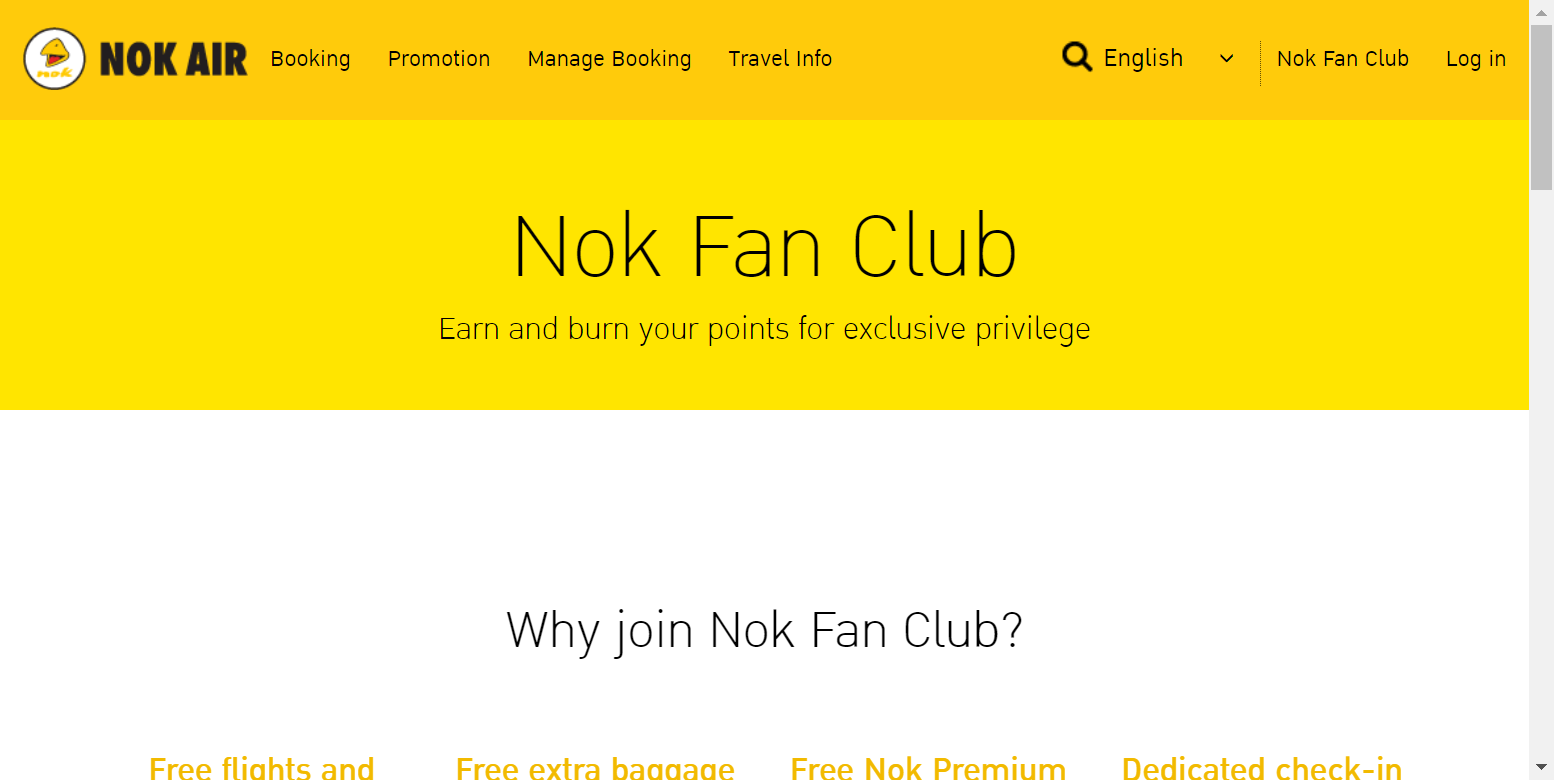 nok NOK AIR Booking Promotion Manage Booking Travel Info English Nok Fan Club Log in
Nok Fan Club
Earn and burn your points for exclusive privilege
Why join Nok Fan Club?
Free flights and Free extra baggage Free Nok Premium Dedicated check-in